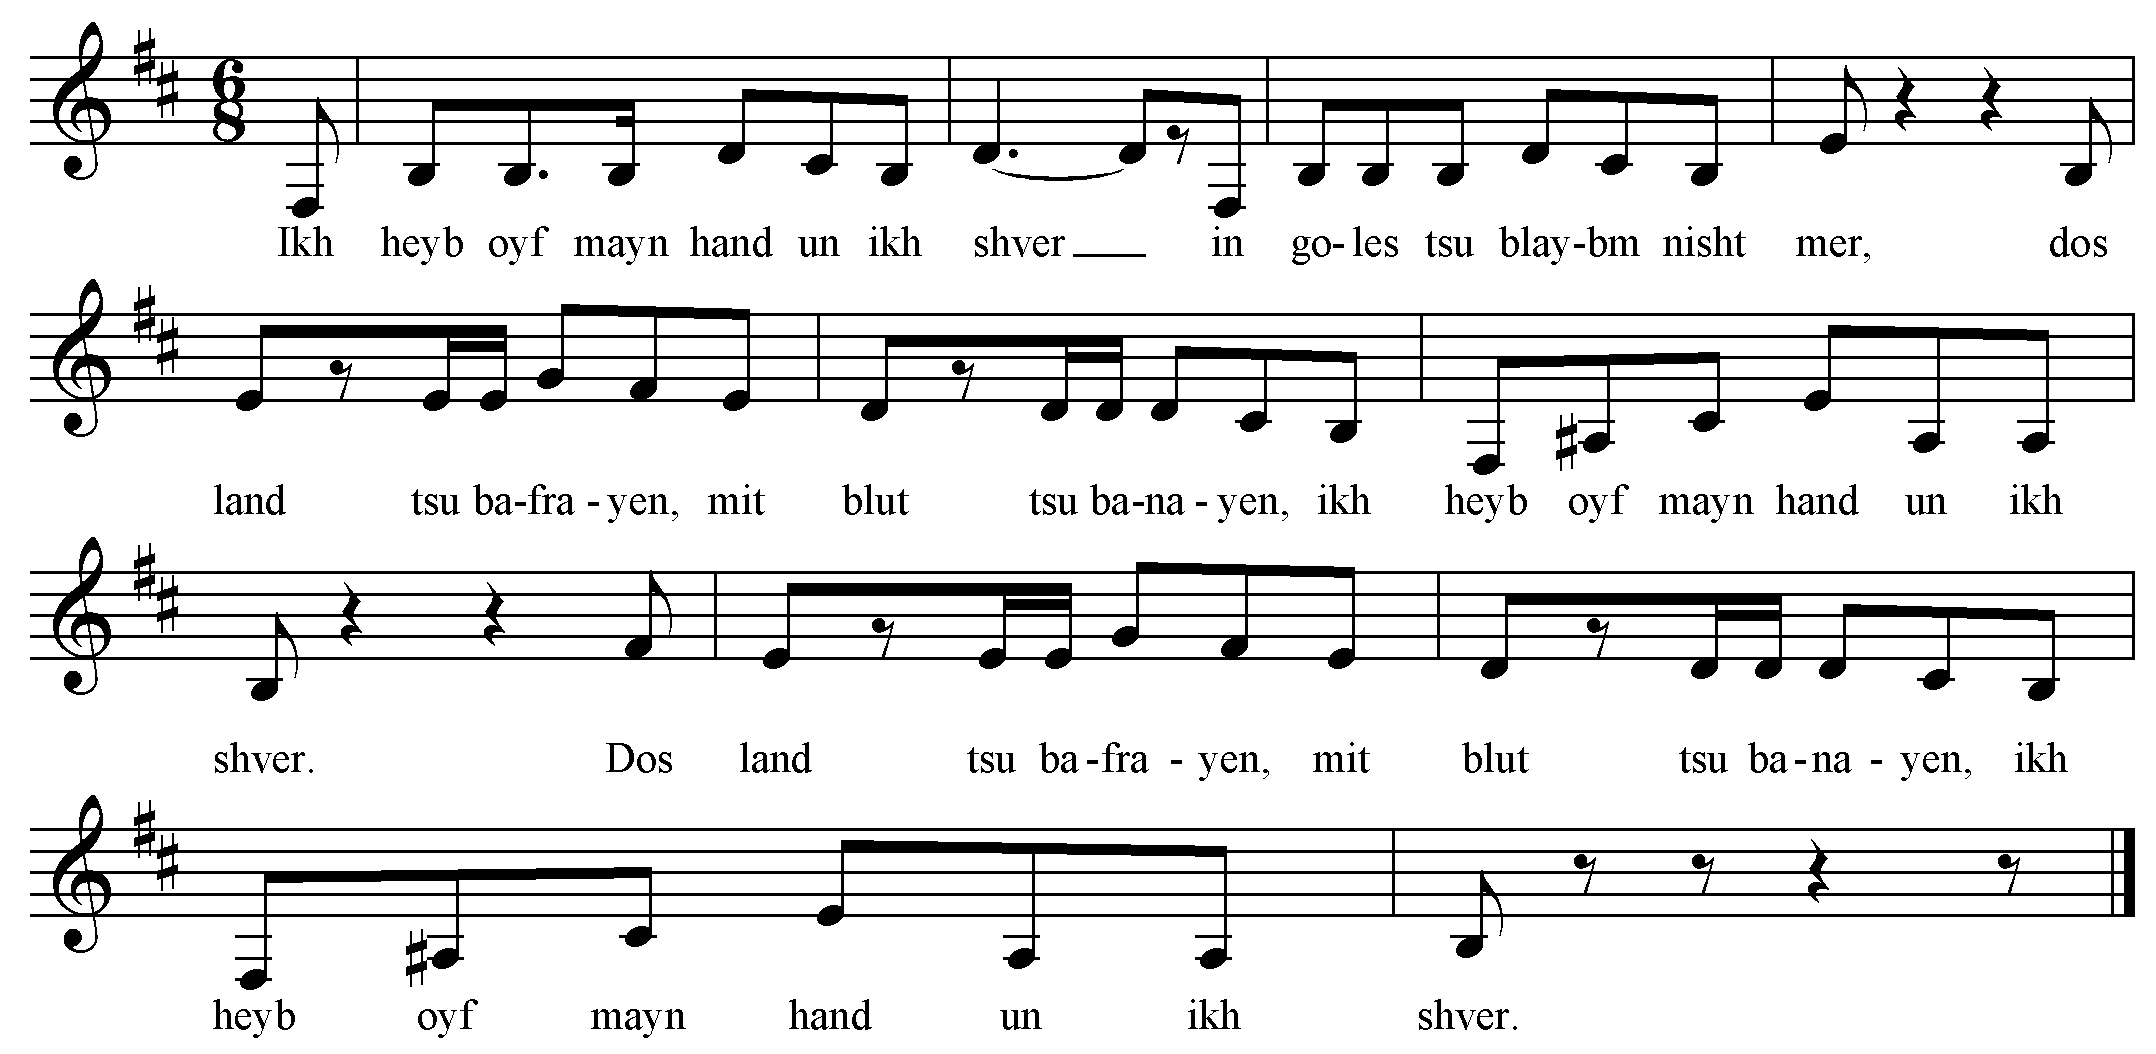 6
8
Ikh heyb oyf mayn hand un ikh shver in go-les tsu blay-bm nisht mer, dos
land tsu ba-fra-yen, mit blut tsu ba-na-yen, ikh heyb oyf mayn hand un ikh
shver. Dos land tsu ba-fra-yen, mit blut tsu ba-na-yen, ikh
heyb oyf mayn hand un ikh shver.